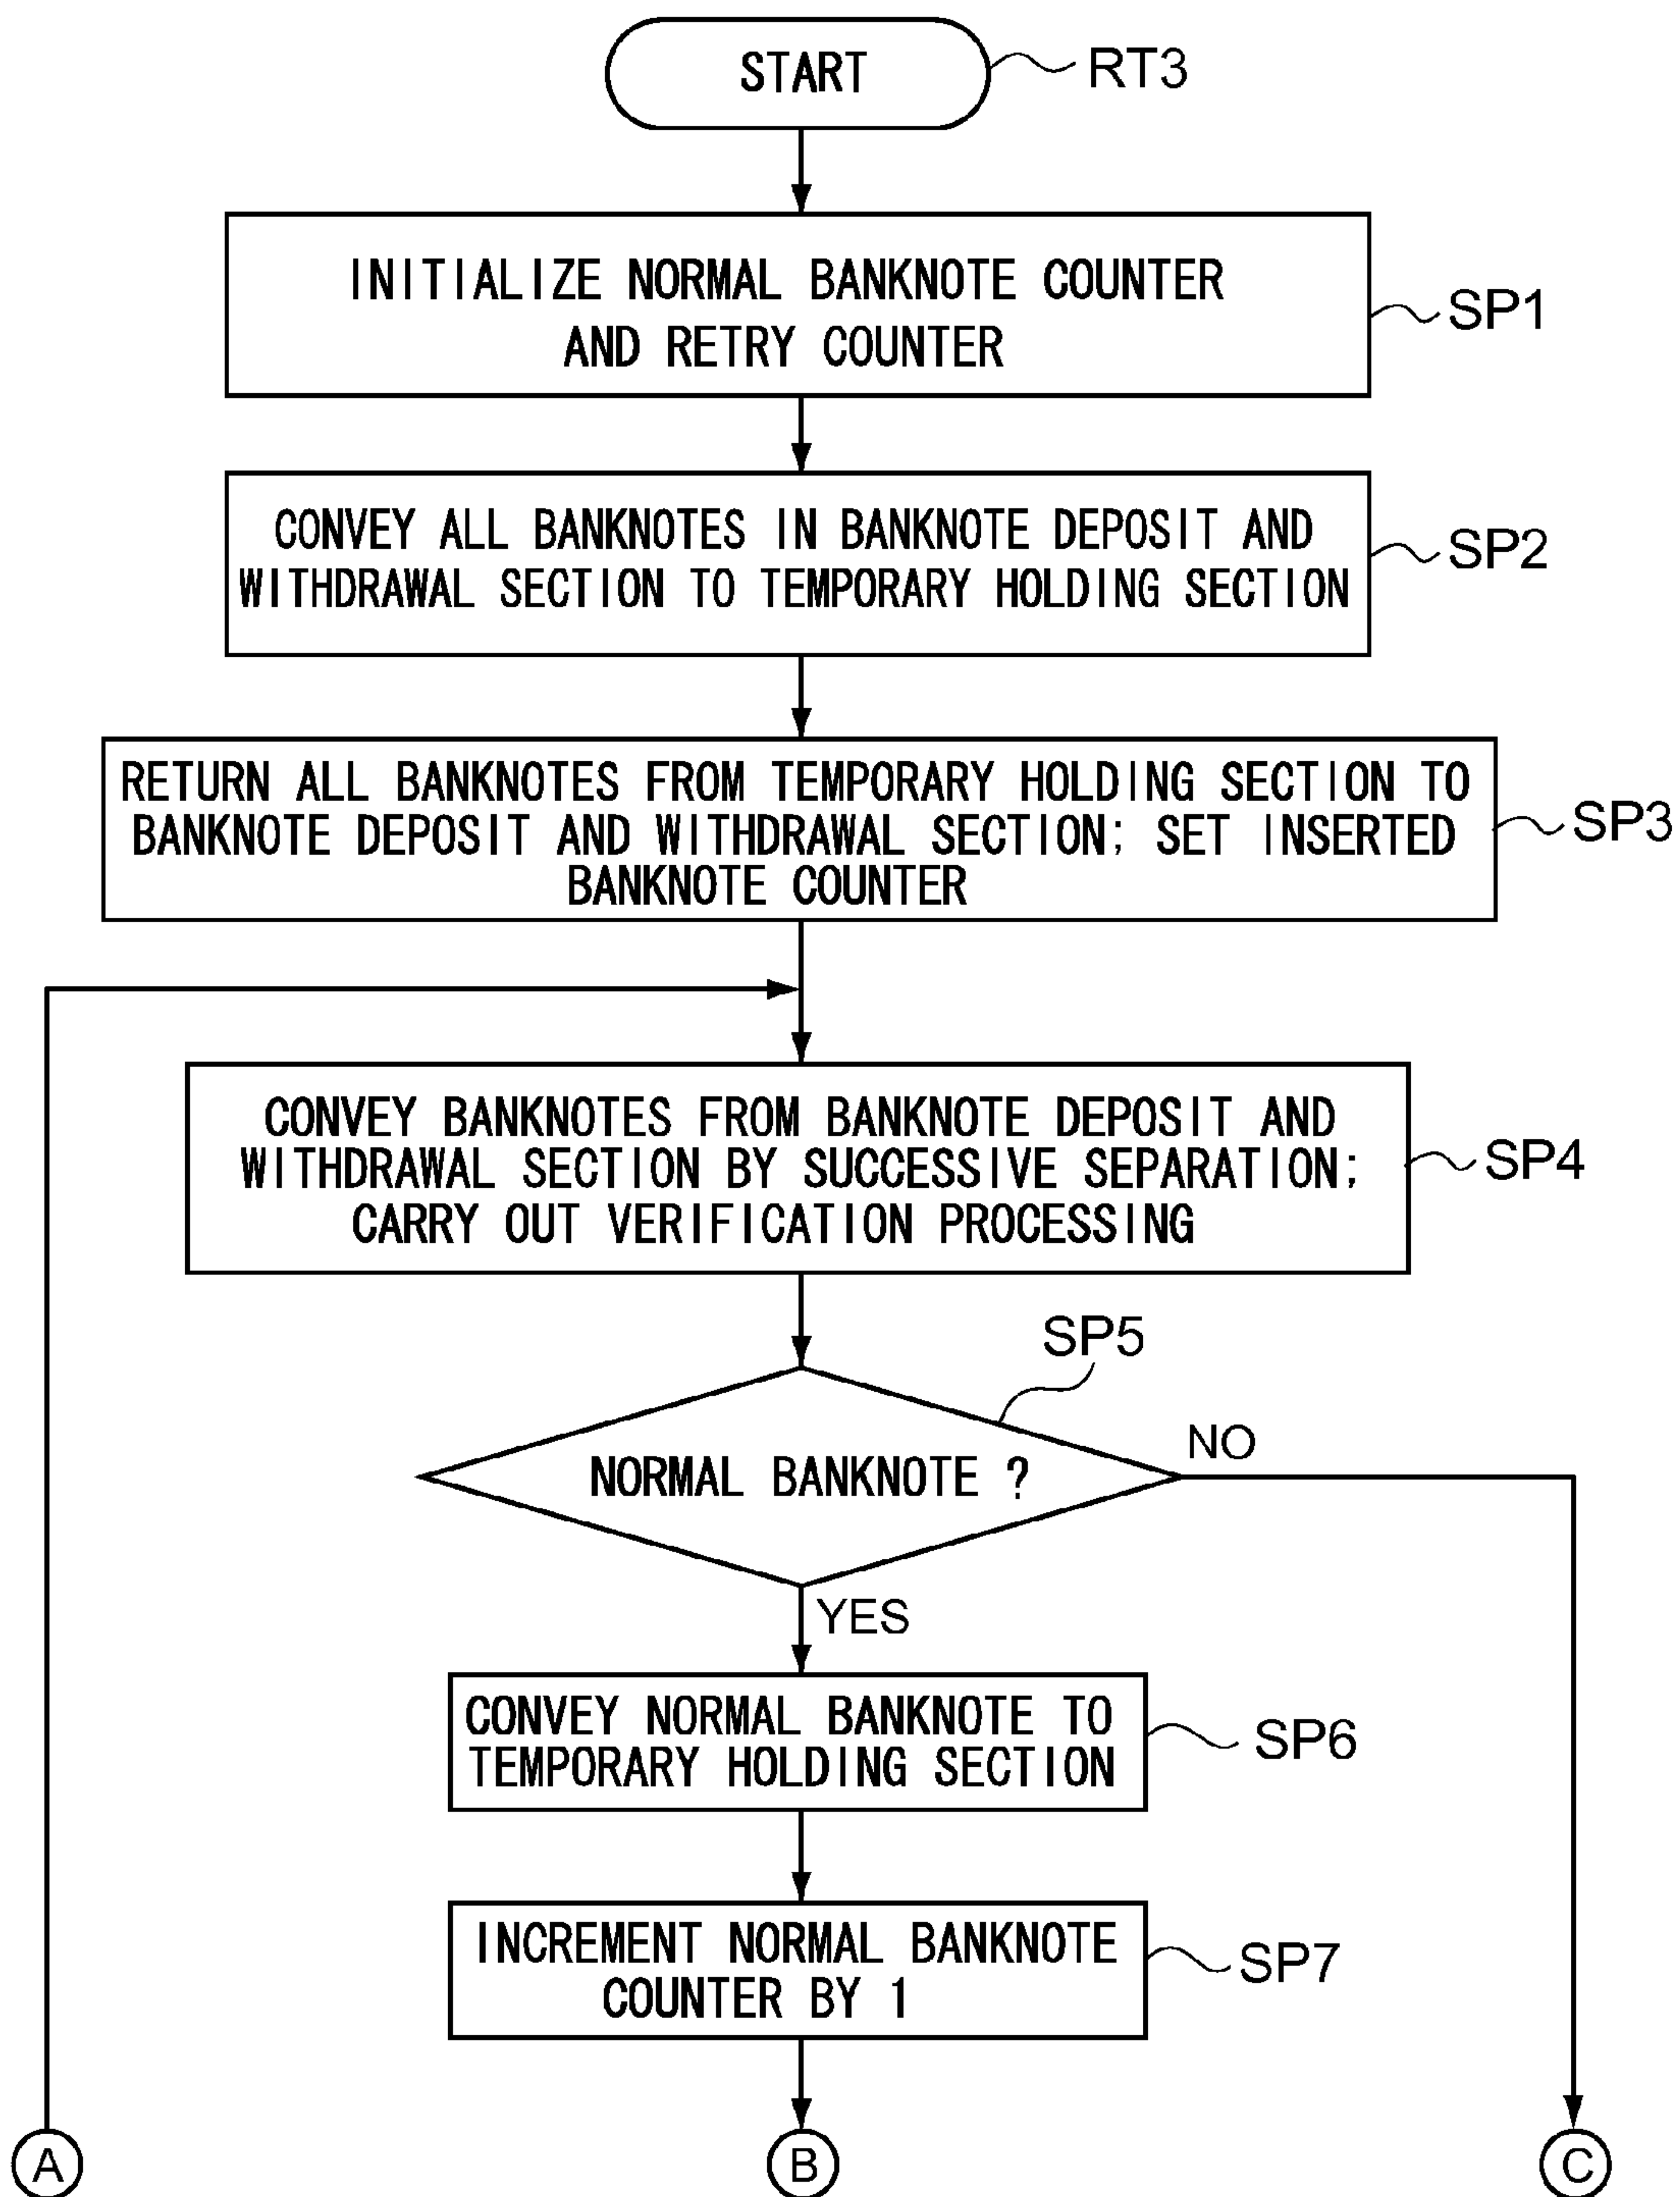 START
RT3
INITIALIZE NORMAL BANKNOTE COUNTER
AND RETRY COUNTER
SP1
CONVEY ALL BANKNOTES IN BANKNOTE DEPOSIT AND
WITHDRAWAL SECTION TO TEMPORARY HOLDING SECTION
SP2
RETURN ALL BANKNOTES FROM TEMPORARY HOLDING SECTION TO
BANKNOTE DEPOSIT AND WITHDRAWAL SECTION; SET INSERTED
BANKNOTE COUNTER
SP3
CONVEY BANKNOTES FROM BANKNOTE DEPOSIT AND
WITHDRAWAL SECTION BY SUCCESSIVE SEPARATION;
CARRY OUT VERIFICATION PROCESSING
SP4
SP5
NORMAL BANKNOTE ?
NO
YES
CONVEY NORMAL BANKNOTE TO
TEMPORARY HOLDING SECTION
SP6
INCREMENT NORMAL BANKNOTE
COUNTER BY 1
SP7
A
B
C